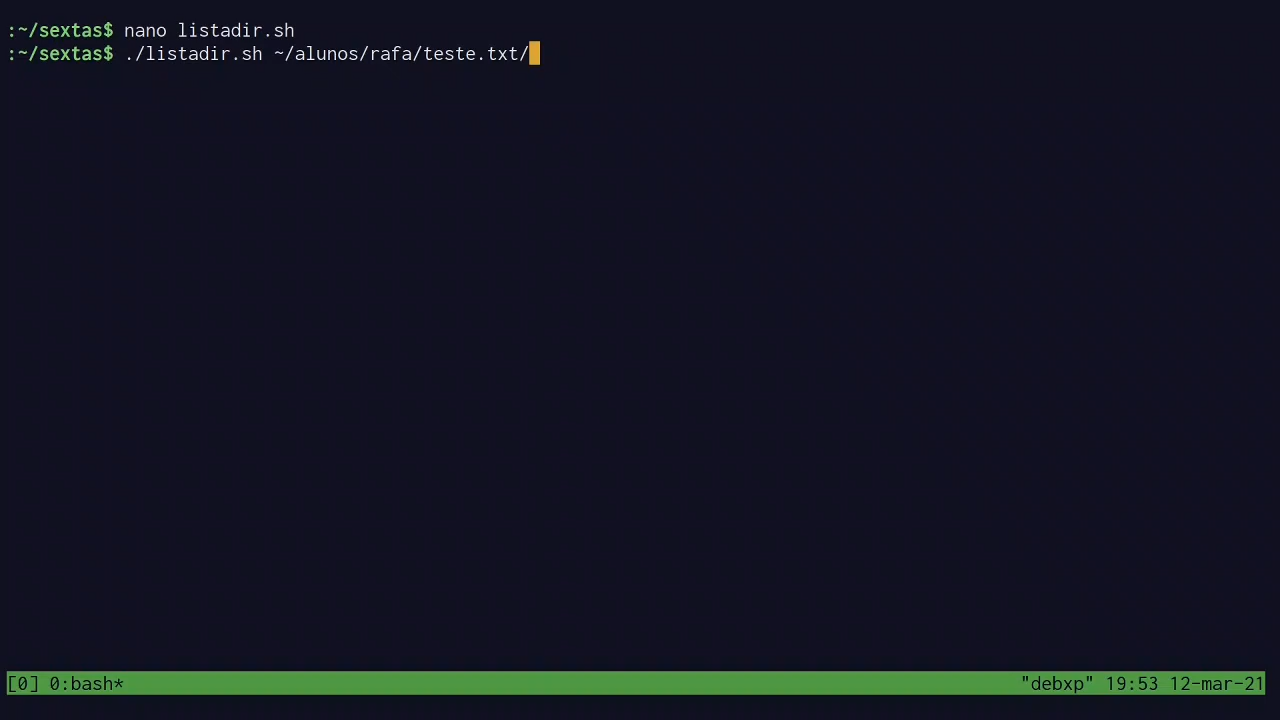 :~/sextas$ nano listadir.sh
:~/sextas$ ./listadir.sh ~/alunos/rafa/teste.txt/
[0] 0:bash* "debxp" 19:53 12-mar-21